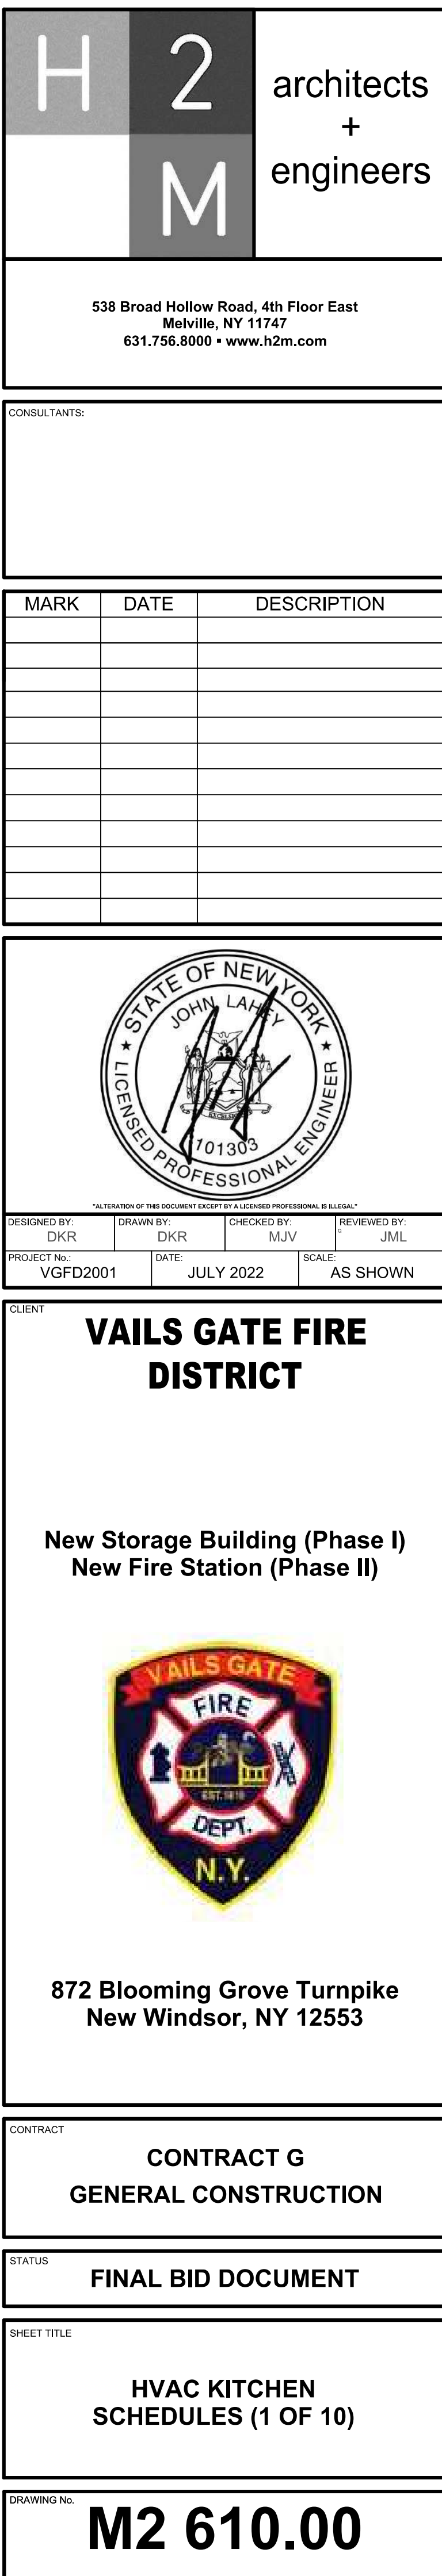 H 2
M
architects
+
engineers
538 Broad Hollow Road, 4th Floor East
Melville, NY 11747
631.756.8000 ▪ www.h2m.com
CONSULTANTS:
MARK DATE DESCRIPTION
STATE OF NEW YORK
JOHN LAHEY
EXCELSIOR
101303
LICENSED PROFESSIONAL ENGINEER
"ALTERATION OF THIS DOCUMENT EXCEPT BY A LICENSED PROFESSIONAL IS ILLEGAL"
DESIGNED BY: DRAWN BY: CHECKED BY: REVIEWED BY:
DKR DKR MJV JML
PROJECT No.: DATE: SCALE:
VGFD2001 JULY 2022 AS SHOWN
CLIENT
VAILS GATE FIRE
DISTRICT
New Storage Building (Phase I)
New Fire Station (Phase II)
VAILS GATE
FIRE
DEPT.
N.Y.
872 Blooming Grove Turnpike
New Windsor, NY 12553
CONTRACT
CONTRACT G
GENERAL CONSTRUCTION
STATUS
FINAL BID DOCUMENT
SHEET TITLE
HVAC KITCHEN
SCHEDULES (1 OF 10)
DRAWING No.
M2 610.00